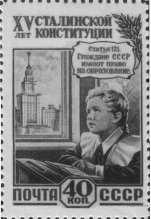 XV СТАЛИНСКОЙ
ЛЕТ КОНСТИТУЦИИ
Статья 121.
Граждане СССР
имеют право
на образование.
ПОЧТА 40 КОП СССР